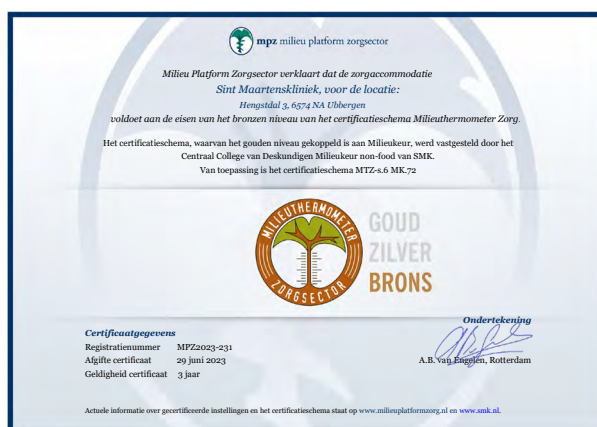 mpz milieu platform zorgsector
Milieu Platform Zorgsector verklaart dat de zorgaccommodatie
Sint Maartenskliniek, voor de locatie:
Hengstdal 3, 6574 NA Ubbergen
voldoet aan de eisen van het bronzen niveau van het certificatieschema Milieuthermometer Zorg.
Het certificatieschema, waarvan het gouden niveau gekoppeld is aan Milieukeur, werd vastgesteld door het
Centraal College van Deskundigen Milieukeur non-food van SMK.
Van toepassing is het certificatieschema MTZ-s.6 MK.72
MILIEUTHERMOMETER
ZORGSECTOR
GOUD
ZILVER
BRONS
Ondertekening
Certificaatgegevens
Registratienummer MPZ2023-231
Afgifte certificaat 29 juni 2023
A.B. van Engelen, Rotterdam
Geldigheid certificaat 3 jaar
Actuele informatie over gecertificeerde instellingen en het certificatieschema staat op www.milieuplatformzorg.nl en www.smk.nl.